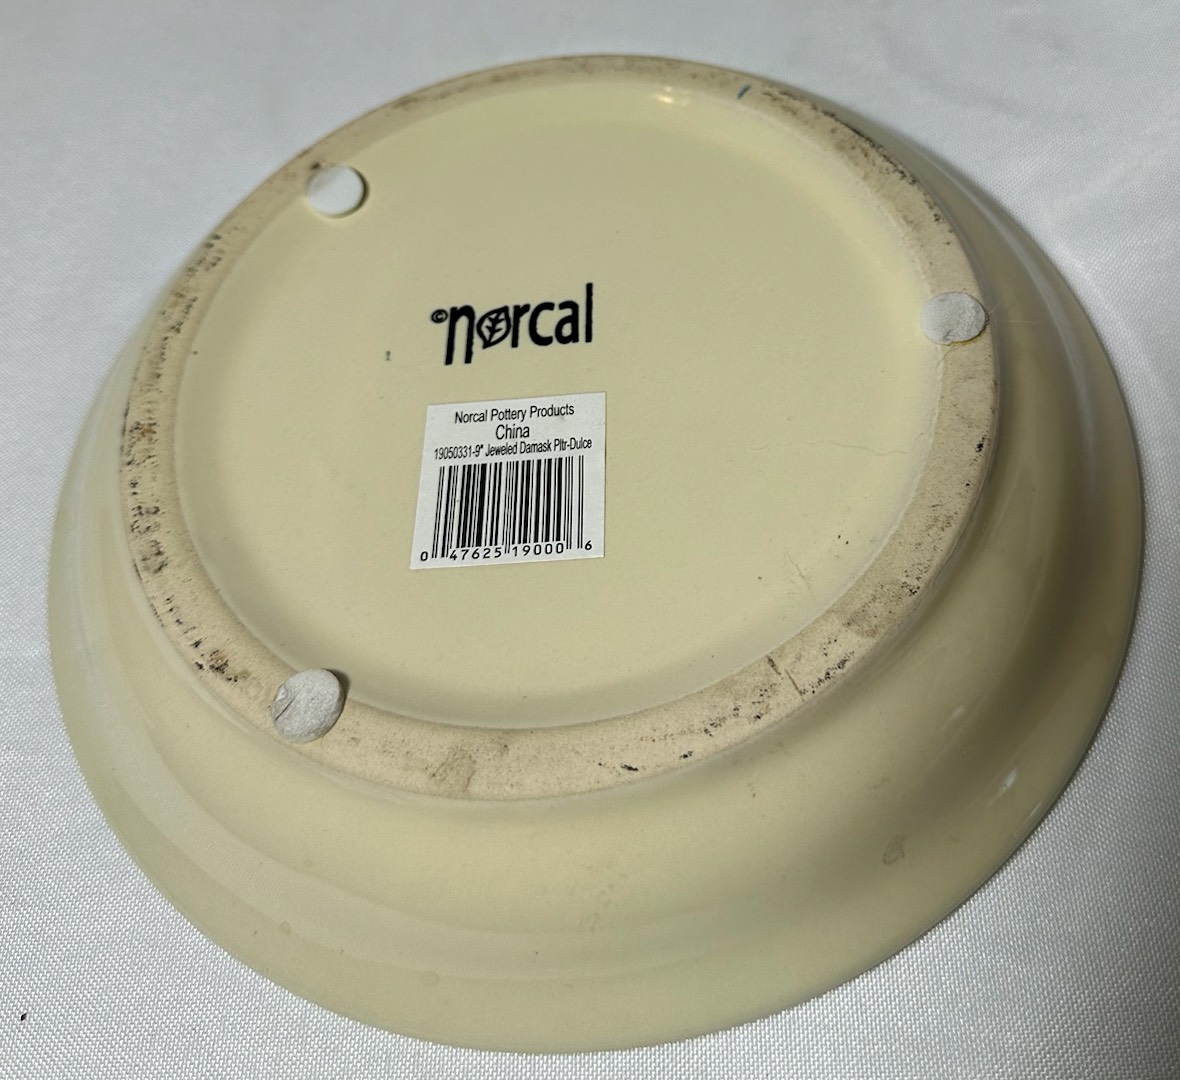 ©norcal
Norcal Pottery Products
China
19050331-9" Jeweled Damask Pltr-Dulce
0 47625 19000 6